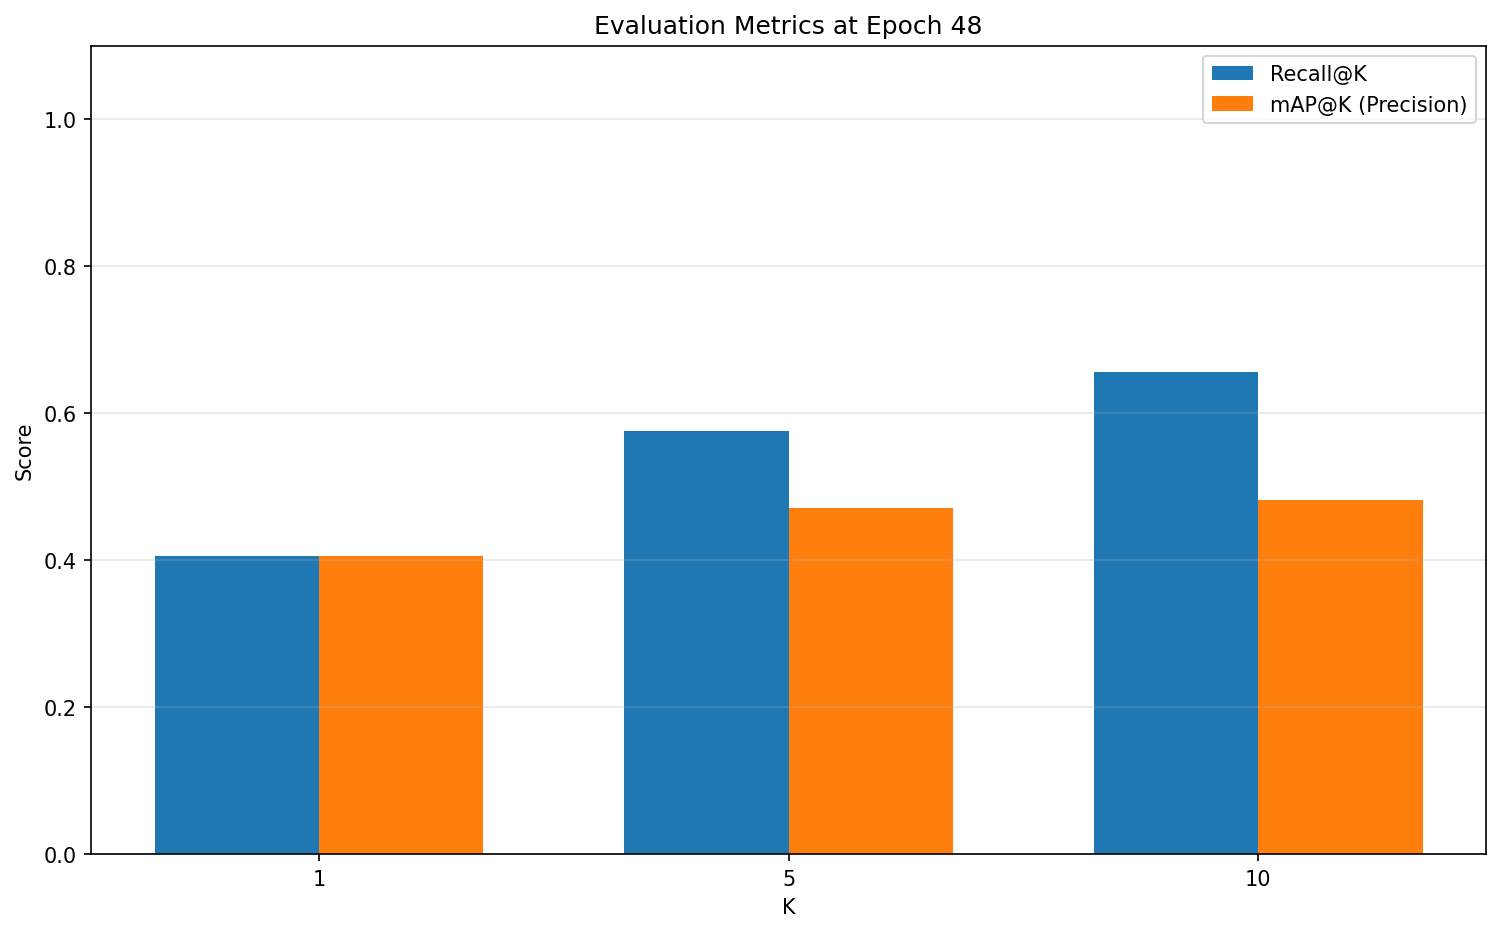 Evaluation Metrics at Epoch 48
Recall@K
mAP@K (Precision)
1.0
0.8
0.6
0.4
0.2
0.0
Score
1
5
10
K